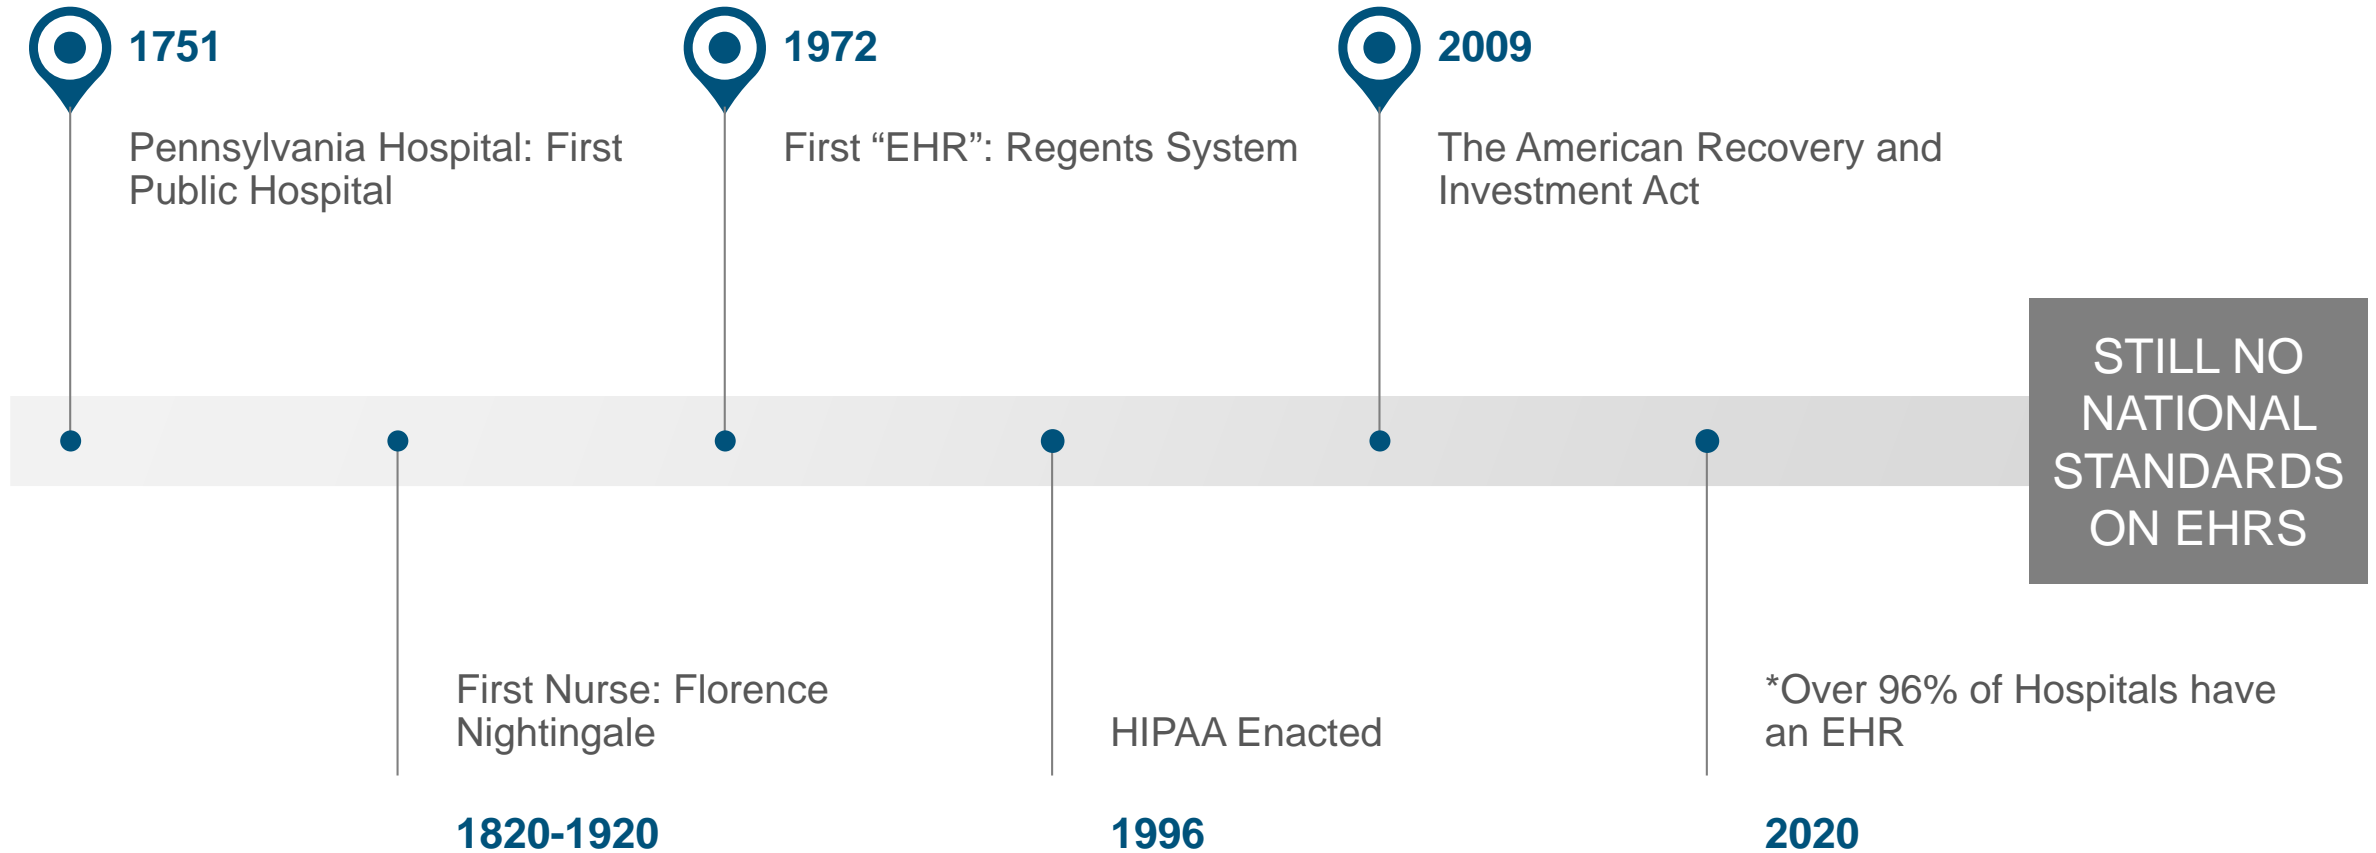 1751
Pennsylvania Hospital: First
Public Hospital
First Nurse: Florence
Nightingale
1820-1920
1972
First “EHR”: Regents System
HIPAA Enacted
1996
2009
The American Recovery and
Investment Act
*Over 96% of Hospitals have
an EHR
2020
STILL NO
NATIONAL
STANDARDS
ON EHRS